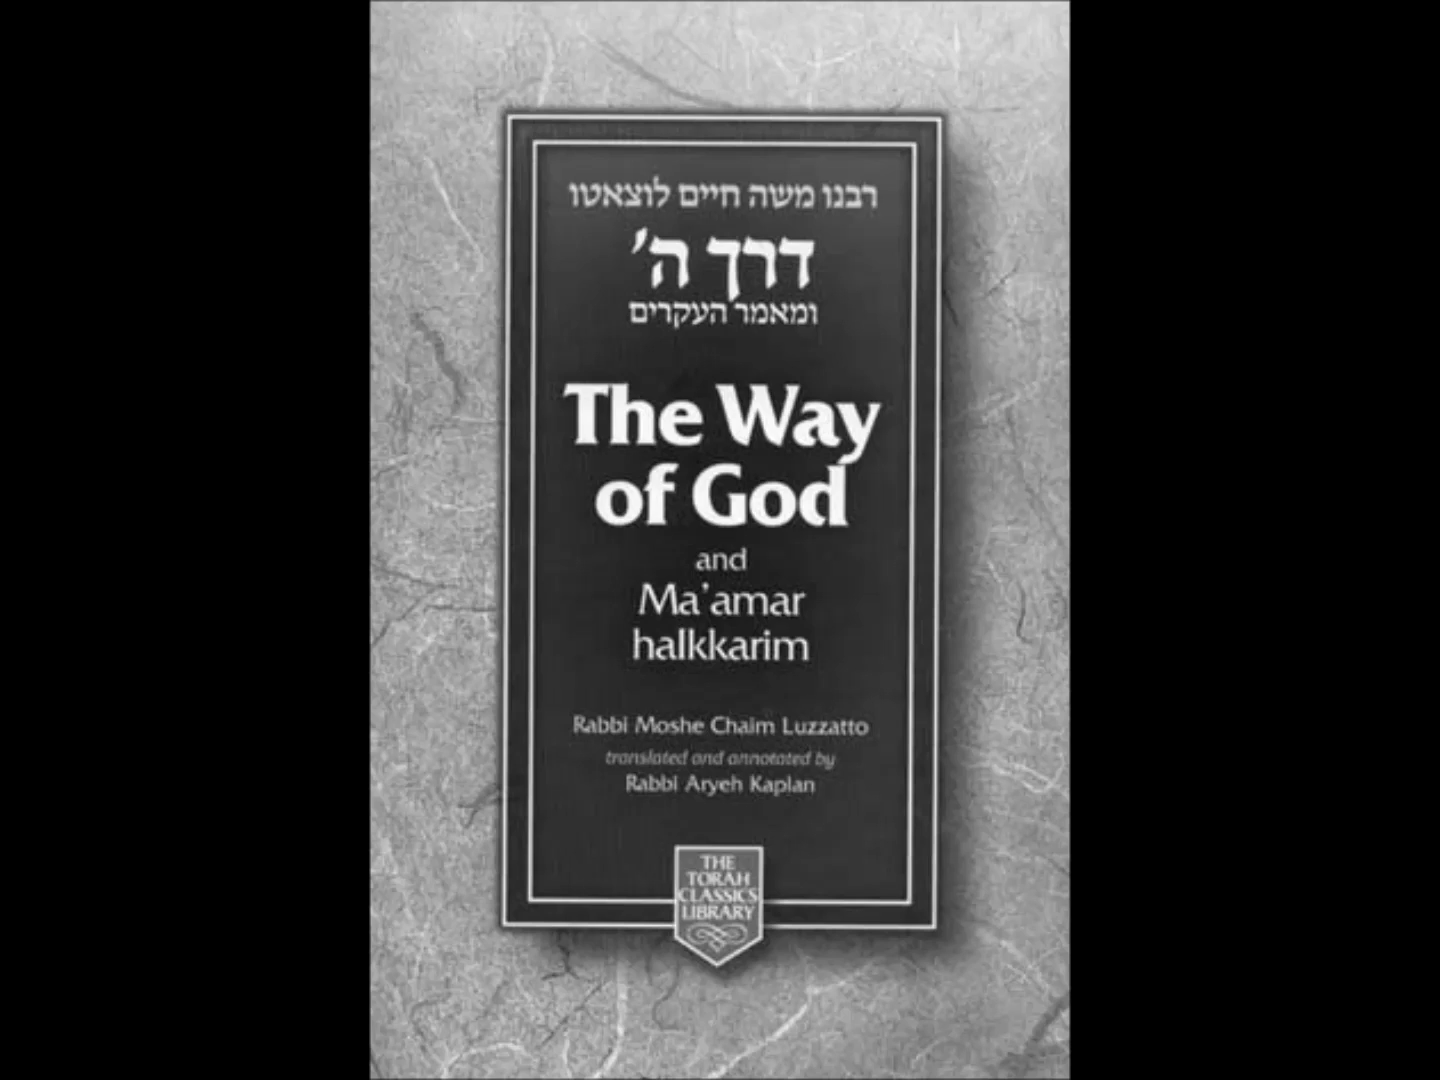 רבנו משה חיים לוצאטו
דרך ה׳
ומאמר העקרים
The Way
of God
and
Ma'amar
halkkarim
Rabbi Moshe Chaim Luzzatto
translated and annotated by
Rabbi Aryeh Kaplan
THE
TORAH
CLASSICS
LIBRARY